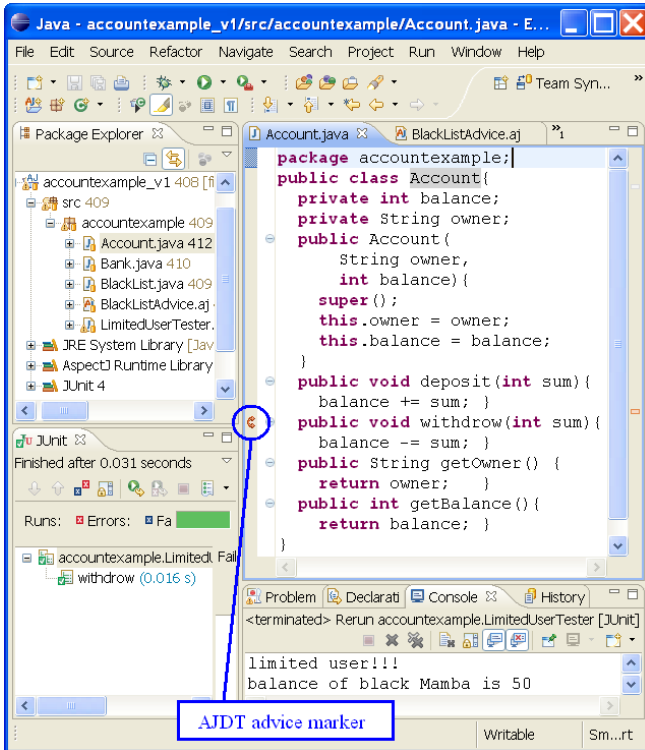 Java - accountexample_v1/src/accountexample/Account.java - E...
File Edit Source Refactor Navigate Search Project Run Window Help
Team Syn...
Package Explorer
Account.java
BlackListAdvice.aj
1
accountexample_v1 408 [fi
src 409
accountexample 409
Account.java 412
Bank.java 410
BlackList.java 409
BlackListAdvice.aj
LimitedUserTester.
JRE System Library [Jav
AspectJ Runtime Library
JUnit 4
package accountexample;
public class Account{
private int balance;
private String owner;
public Account(
String owner,
int balance){
super();
this.owner = owner;
this.balance = balance;
}
public void deposit(int sum){
balance += sum; }
public void withdrow(int sum){
balance -= sum; }
public String getOwner() {
return owner; }
public int getBalance(){
return balance; }
}
JUnit
Finished after 0.031 seconds
Runs: Errors: Fa
accountexample.Limited Fail
withdrow (0.016 s)
Problem Declarati Console History
<terminated> Rerun accountexample.LimitedUserTester [JUnit]
limited user!!!
balance of black Mamba is 50
AJDT advice marker
Writable Sm...rt